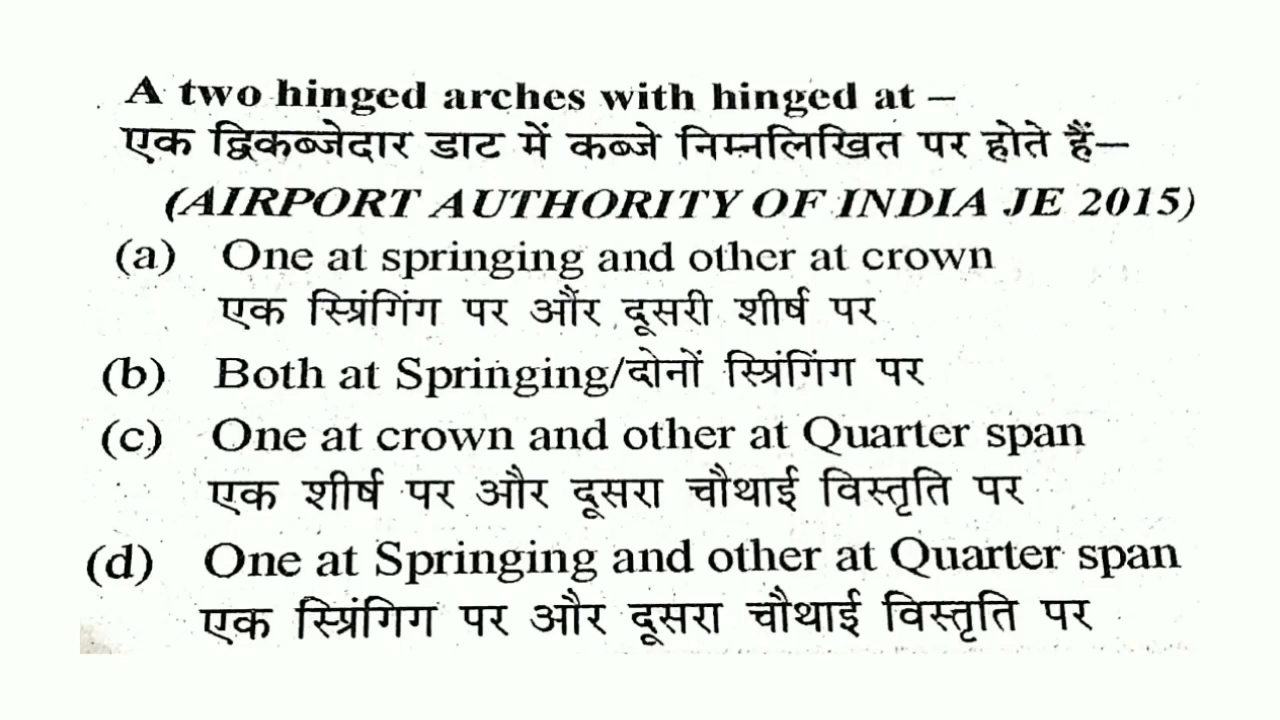 A two hinged arches with hinged at –
एक द्विकब्जेदार डाट में कब्जे निम्नलिखित पर होते हैं–
(AIRPORT AUTHORITY OF INDIA JE 2015)
(a) One at springing and other at crown
एक स्प्रिंगिंग पर और दूसरी शीर्ष पर
(b) Both at Springing/दोनों स्प्रिंगिंग पर
(c) One at crown and other at Quarter span
एक शीर्ष पर और दूसरा चौथाई विस्तृति पर
(d) One at Springing and other at Quarter span
एक स्प्रिंगिग पर और दूसरा चौथाई विस्तृति पर